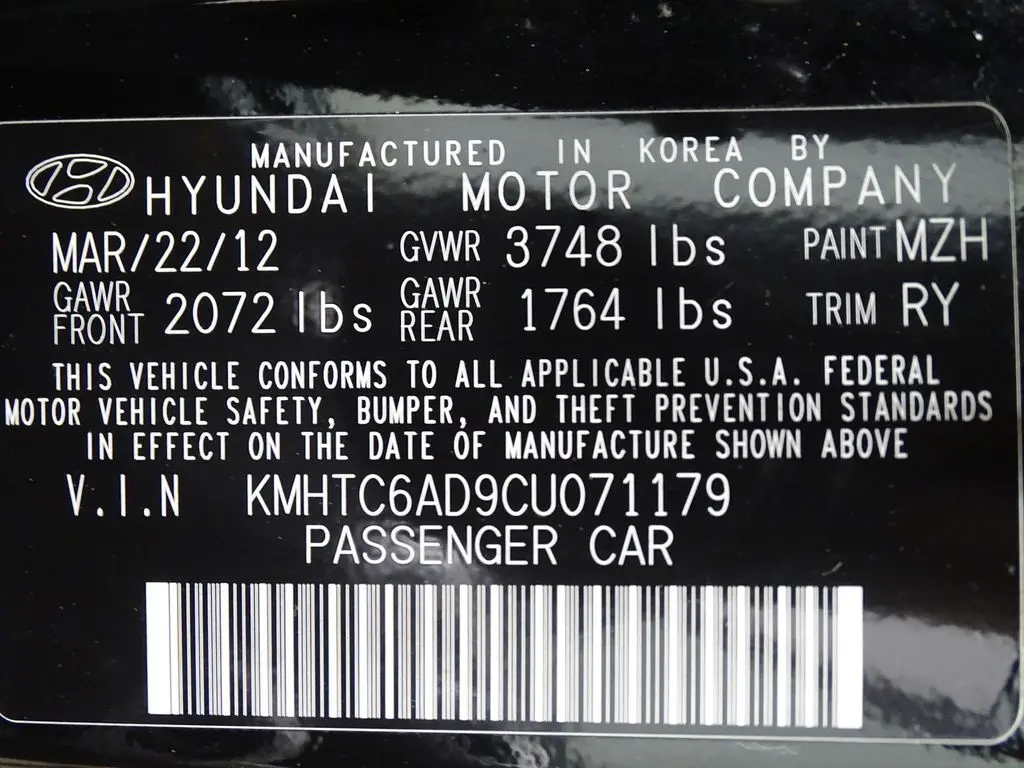 MANUFACTURED IN KOREA BY
HYUNDAI MOTOR COMPANY
MAR/22/12 GVWR 3748 lbs PAINT MZH
GAWR FRONT 2072 lbs GAWR REAR 1764 lbs TRIM RY
THIS VEHICLE CONFORMS TO ALL APPLICABLE U.S.A. FEDERAL
MOTOR VEHICLE SAFETY, BUMPER, AND THEFT PREVENTION STANDARDS
IN EFFECT ON THE DATE OF MANUFACTURE SHOWN ABOVE
V.I.N KMHTC6AD9CU071179
PASSENGER CAR